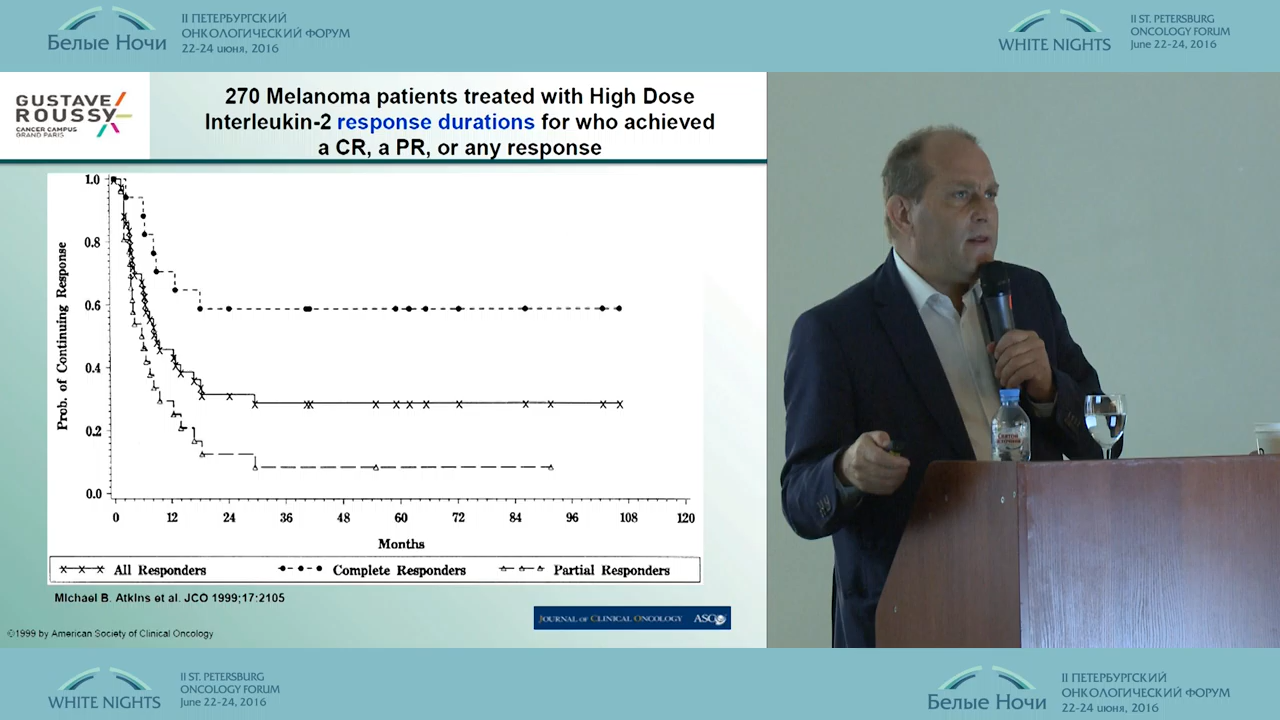 Белые Ночи
II ПЕТЕРБУРГСКИЙ
ОНКОЛОГИЧЕСКИЙ ФОРУМ
22-24 июня, 2016
WHITE NIGHTS
II ST. PETERSBURG
ONCOLOGY FORUM
June 22-24, 2016
GUSTAVE
ROUSSY
CANCER CAMPUS
GRAND PARIS
270 Melanoma patients treated with High Dose
Interleukin-2 response durations for who achieved
a CR, a PR, or any response
Prob. of Continuing Response
1.0
0.8
0.6
0.4
0.2
0.0
0 12 24 36 48 60 72 84 96 108 120
Months
All Responders Complete Responders Partial Responders
Michael B. Atkins et al. JCO 1999;17:2105
JOURNAL OF CLINICAL ONCOLOGY ASCO
©1999 by American Society of Clinical Oncology
WHITE NIGHTS
II ST. PETERSBURG
ONCOLOGY FORUM
June 22-24, 2016
Белые Ночи
II ПЕТЕРБУРГСКИЙ
ОНКОЛОГИЧЕСКИЙ ФОРУМ
22-24 июня, 2016